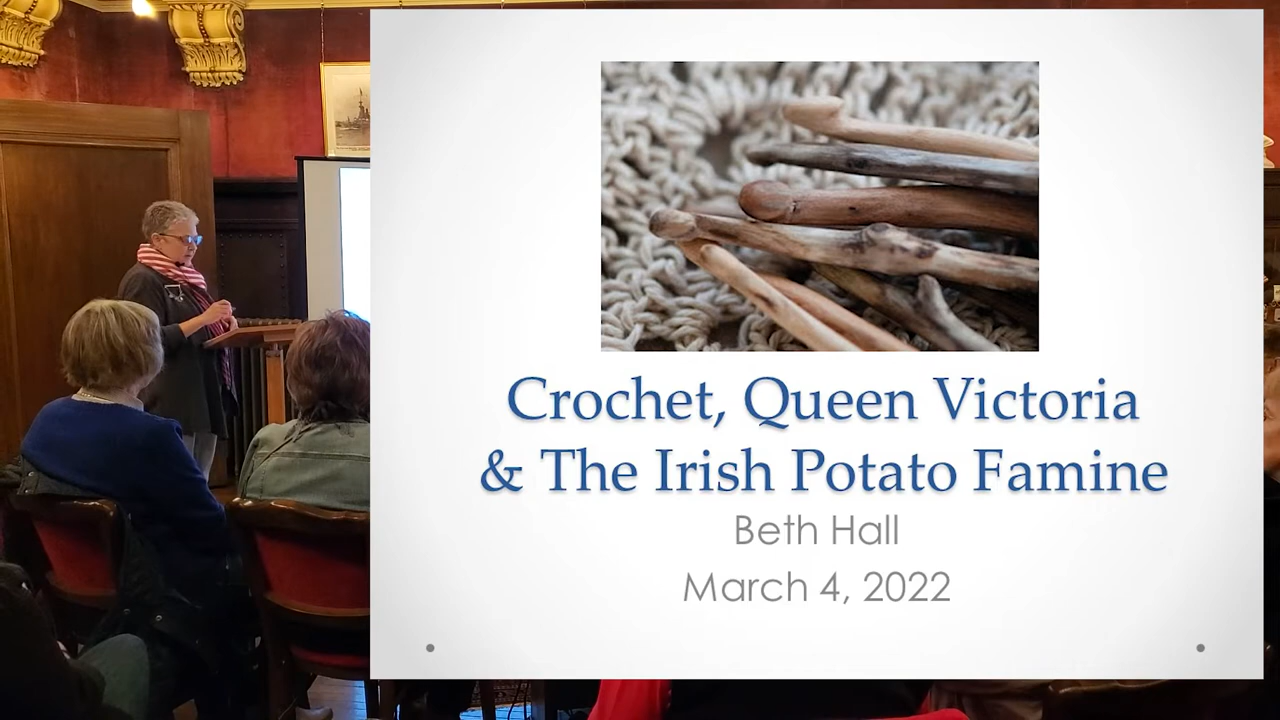 Crochet, Queen Victoria
& The Irish Potato Famine
Beth Hall
March 4, 2022